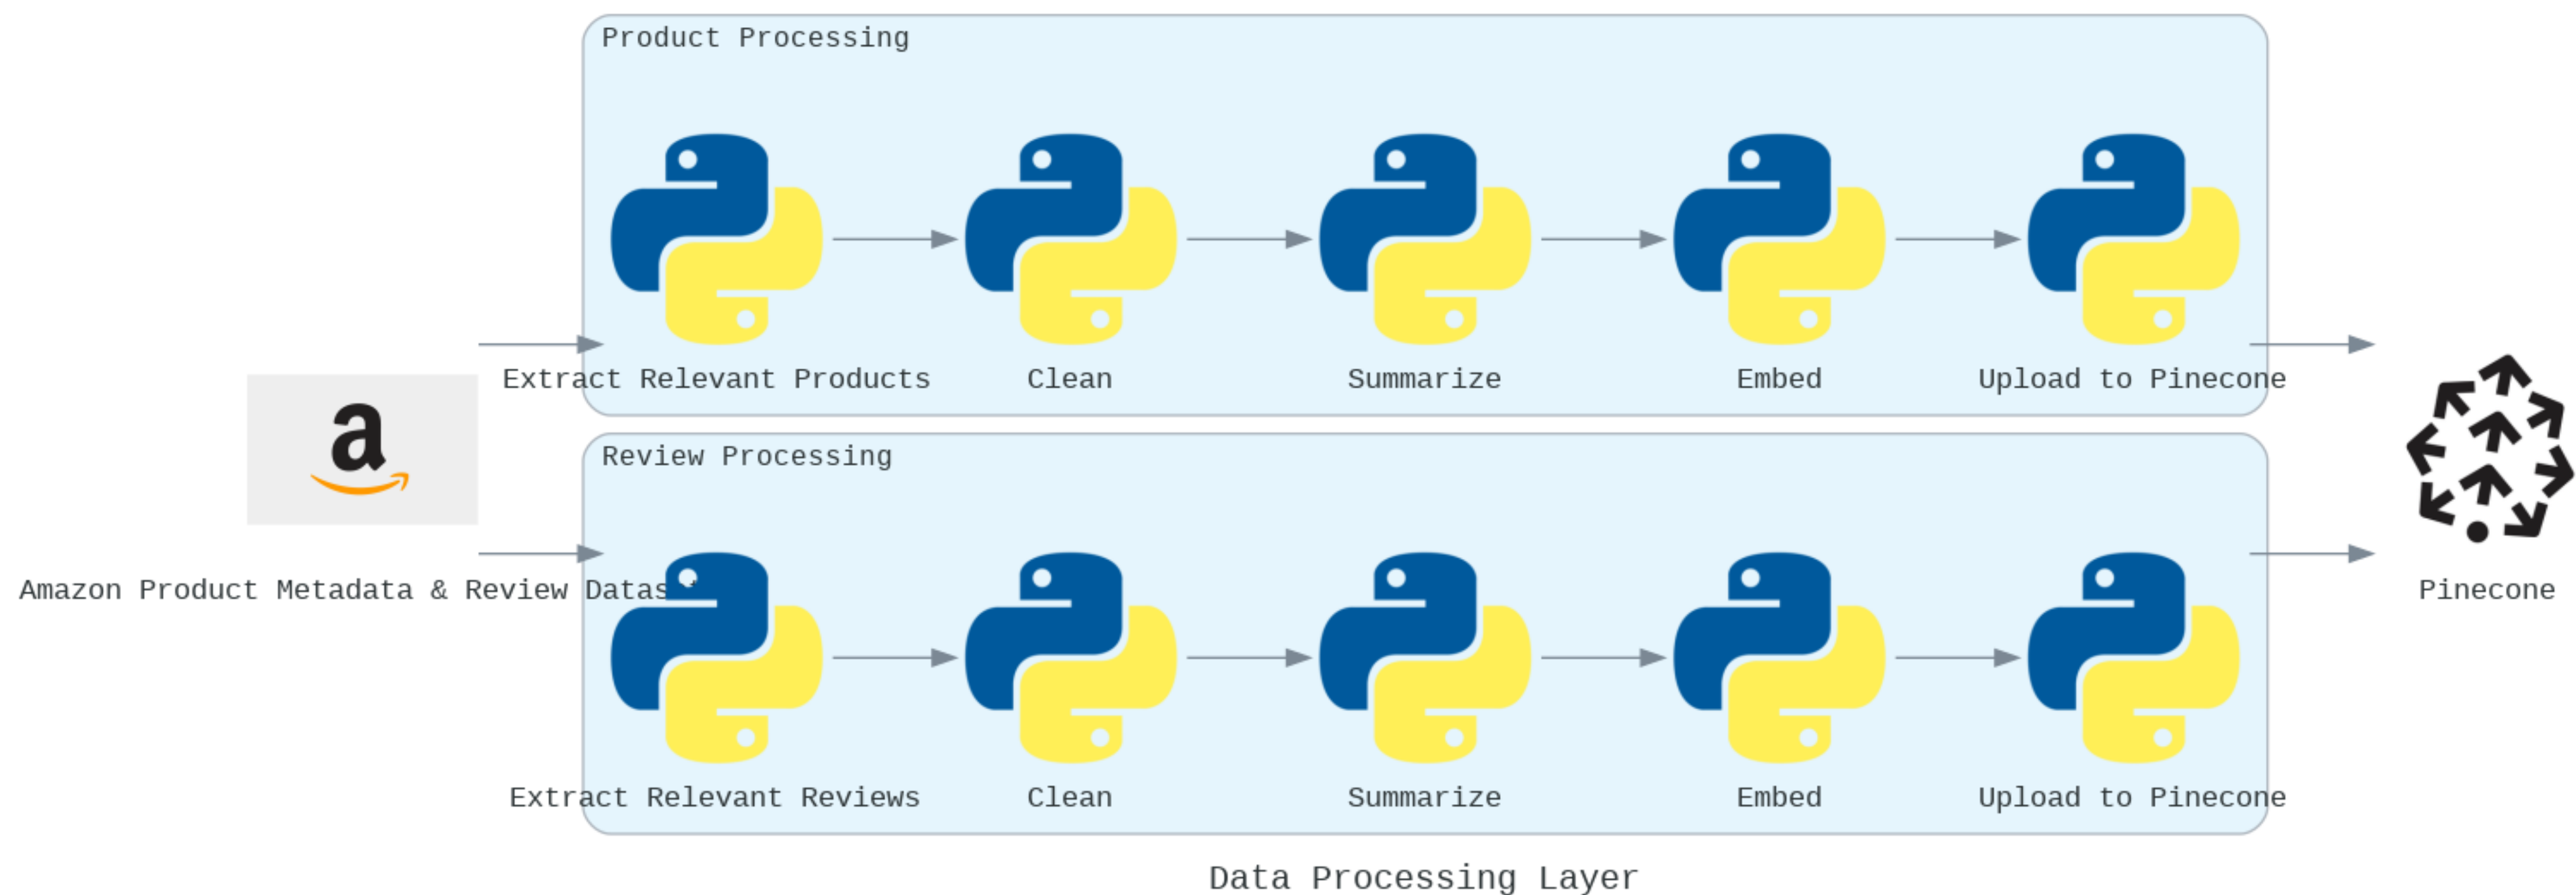 Product Processing
Extract Relevant Products
Clean
Summarize
Embed
Upload to Pinecone
a
Amazon Product Metadata & Review
Pinecone
Review Processing
Extract Relevant Reviews
Clean
Summarize
Embed
Upload to Pinecone
Data Processing Layer